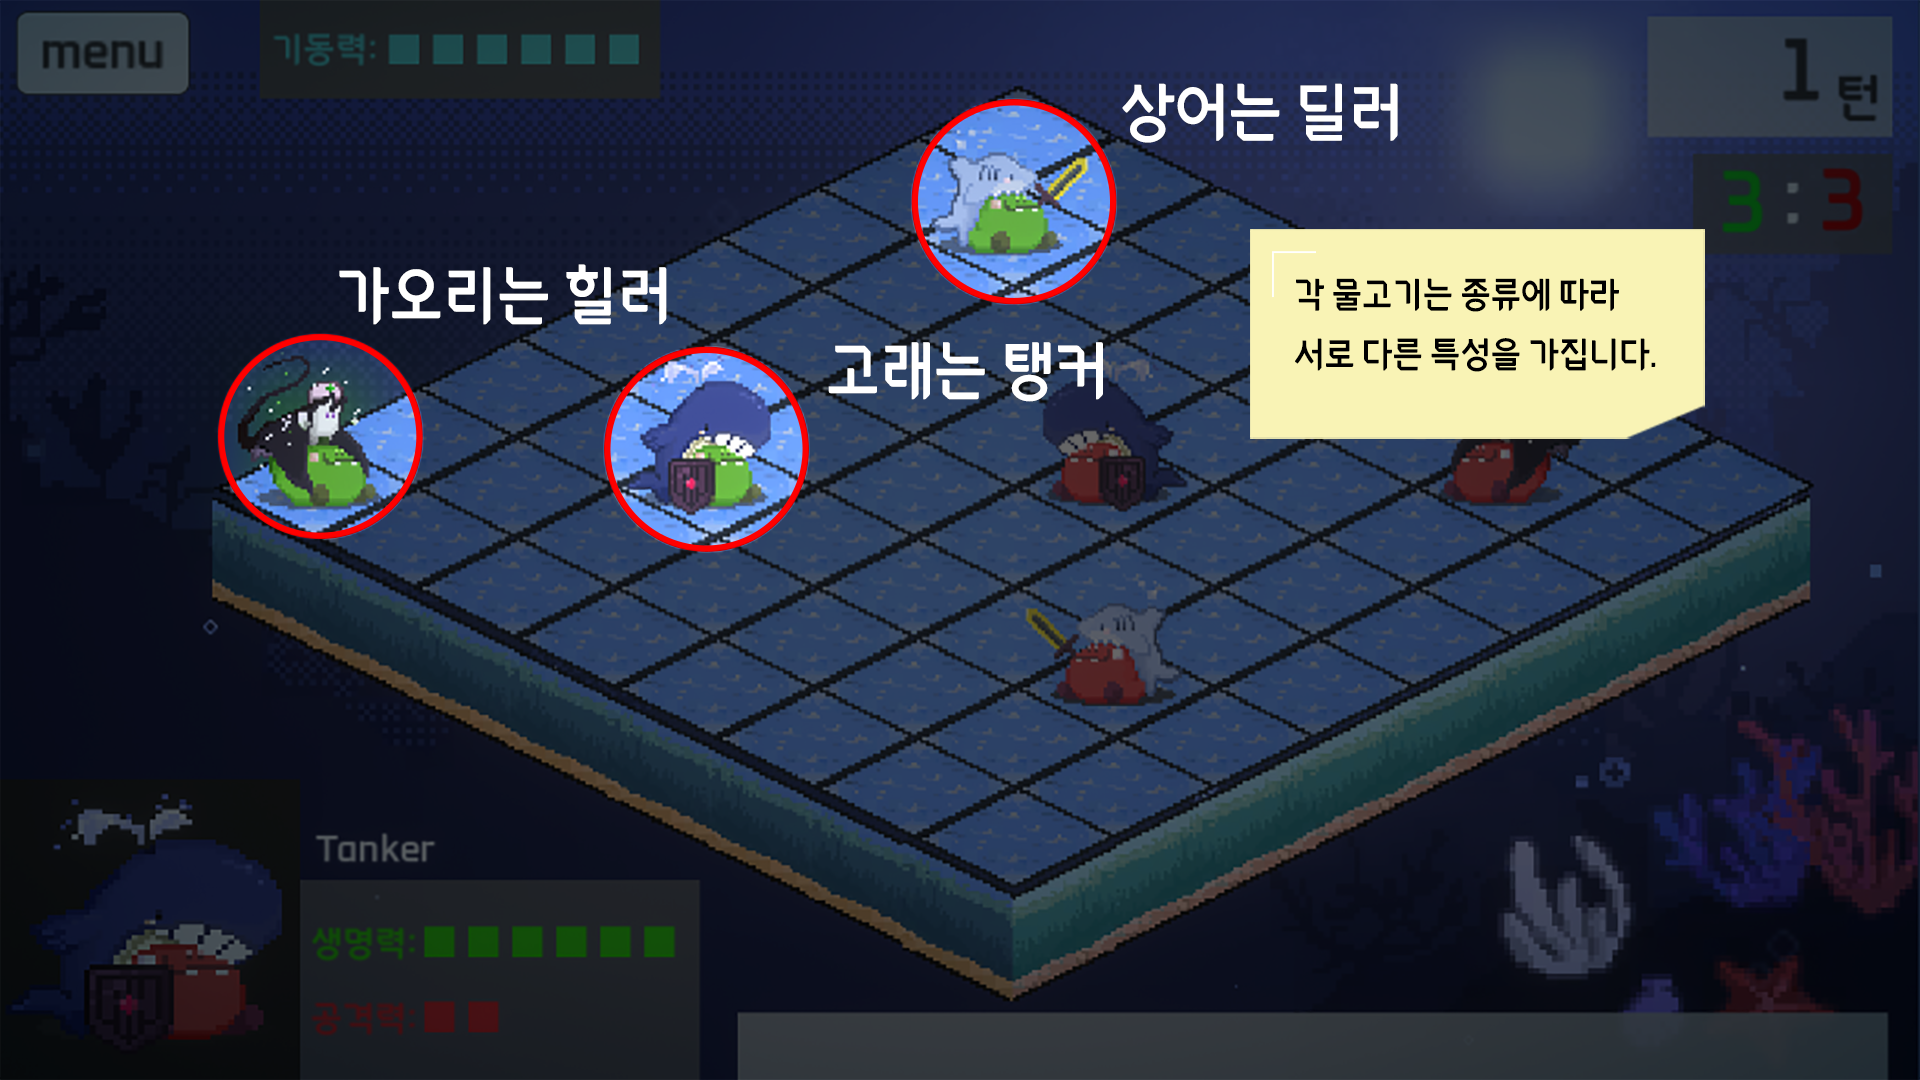 menu
기동력:
1 턴
3 : 3
상어는 딜러
가오리는 힐러
고래는 탱커
각 물고기는 종류에 따라
서로 다른 특성을 가집니다.
Tanker
생명력:
공격력: